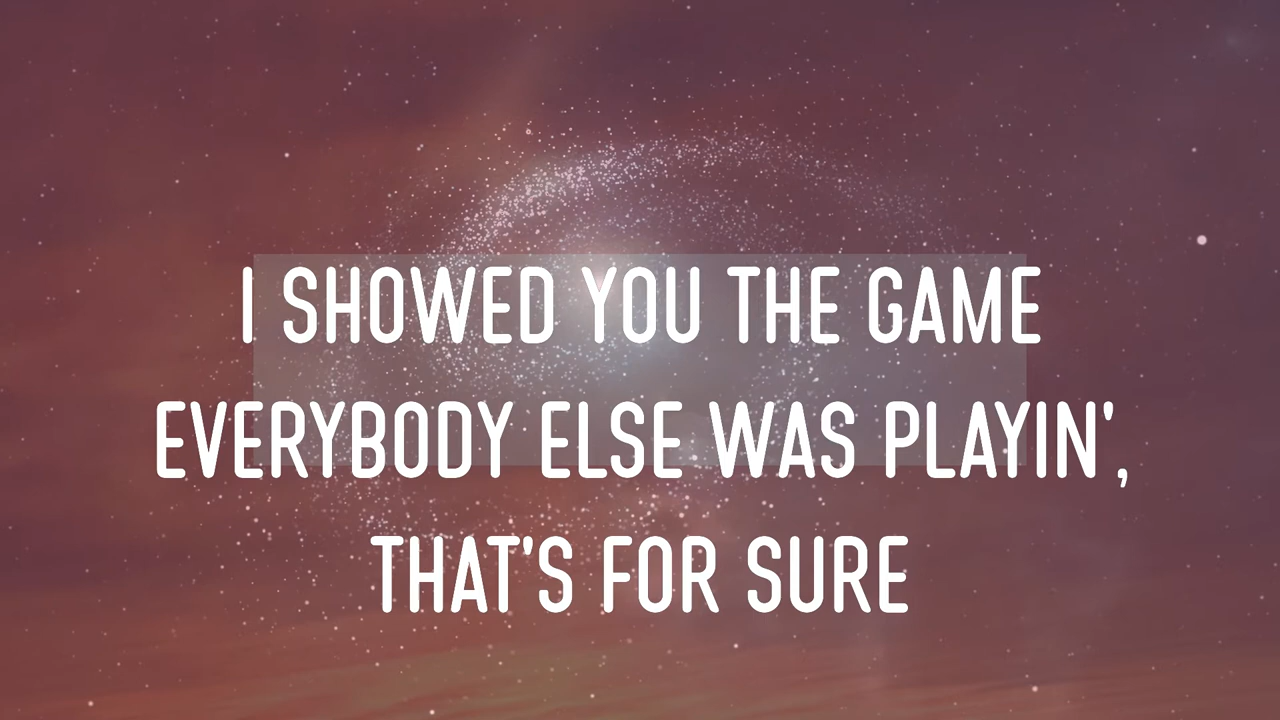 I SHOWED YOU THE GAME
EVERYBODY ELSE WAS PLAYIN',
THAT'S FOR SURE